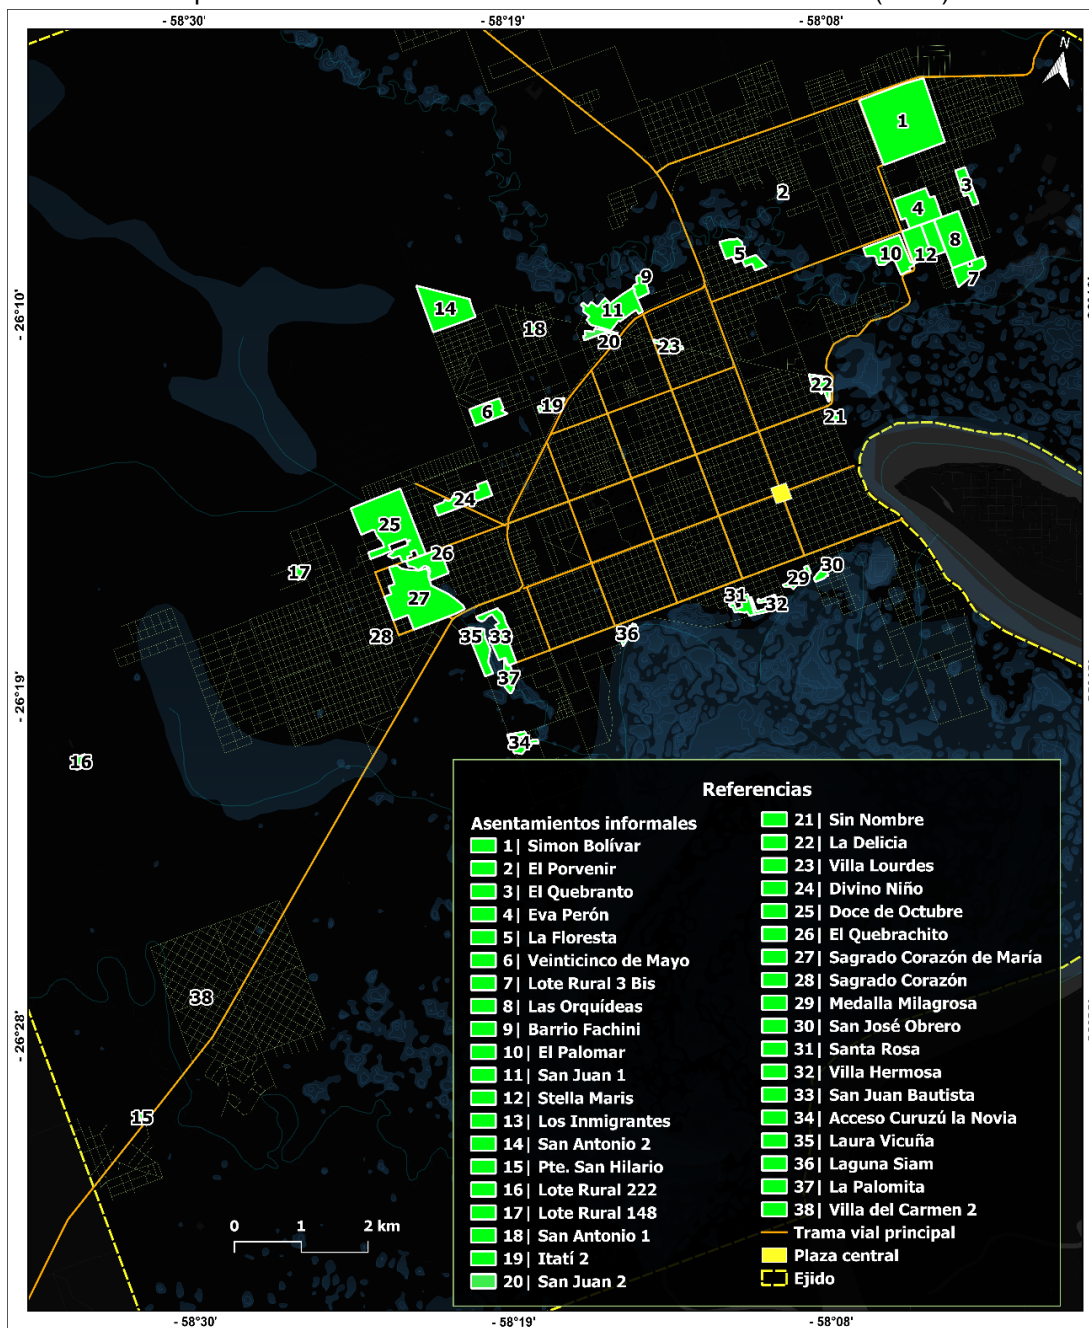 - 58°30'
- 58°19'
- 58°08'
N
1
2
3
4
5
8
10
12
7
9
14
11
18
20
23
22
6
19
21
24
25
26
17
27
30
29
31
32
28
35
33
36
37
34
16
38
15
- 26°10'
- 26°19'
- 26°28'
Referencias
Asentamientos informales
1| Simon Bolívar
2| El Porvenir
3| El Quebranto
4| Eva Perón
5| La Floresta
6| Veinticinco de Mayo
7| Lote Rural 3 Bis
8| Las Orquídeas
9| Barrio Fachini
10| El Palomar
11| San Juan 1
12| Stella Maris
13| Los Inmigrantes
14| San Antonio 2
15| Pte. San Hilario
16| Lote Rural 222
17| Lote Rural 148
18| San Antonio 1
19| Itatí 2
20| San Juan 2
21| Sin Nombre
22| La Delicia
23| Villa Lourdes
24| Divino Niño
25| Doce de Octubre
26| El Quebrachito
27| Sagrado Corazón de María
28| Sagrado Corazón
29| Medalla Milagrosa
30| San José Obrero
31| Santa Rosa
32| Villa Hermosa
33| San Juan Bautista
34| Acceso Curuzú la Novia
35| Laura Vicuña
36| Laguna Siam
37| La Palomita
38| Villa del Carmen 2
Trama vial principal
Plaza central
Ejido
0 1 2 km
- 58°30'
- 58°19'
- 58°08'